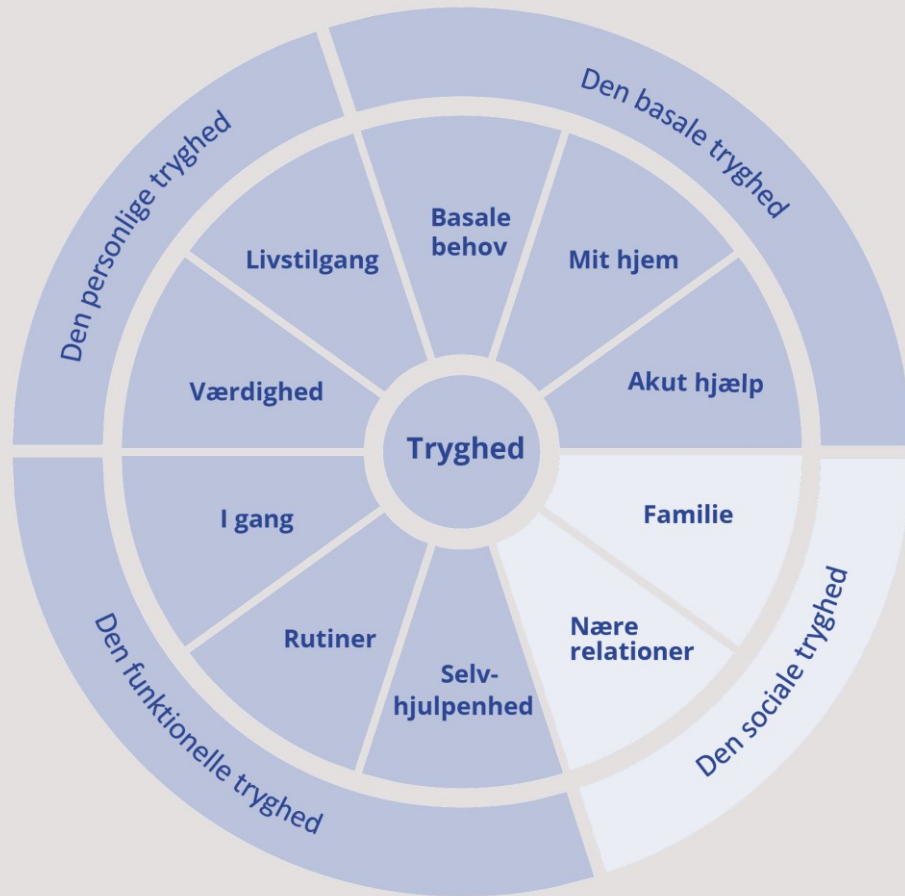 Den basale tryghed
Basale
behov
Mit hjem
Akut hjælp
Den sociale tryghed
Familie
Nære
relationer
Den funktionelle tryghed
Selv-
hjulpenhed
Rutiner
I gang
Den personlige tryghed
Værdighed
Livstilgang
Tryghed